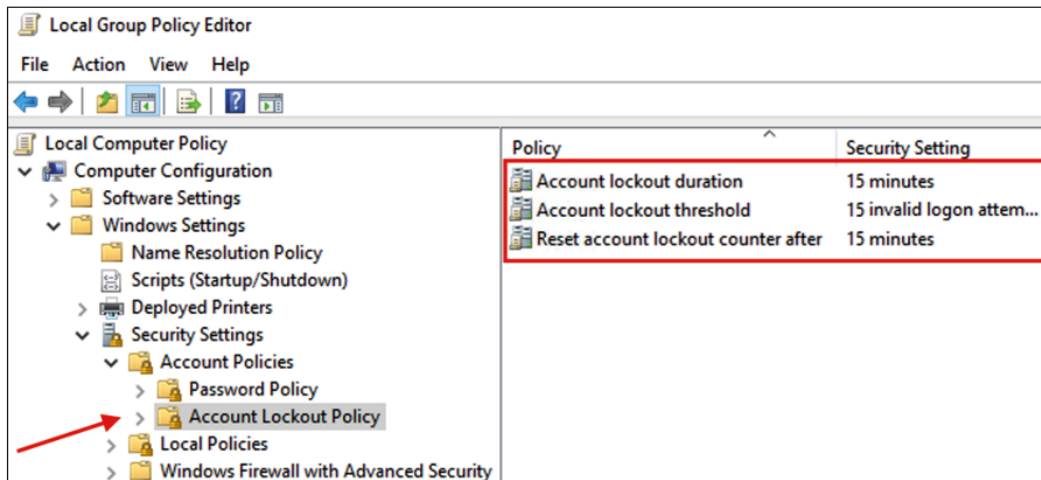 Local Group Policy Editor
File Action View Help
Local Computer Policy
Computer Configuration
Software Settings
Windows Settings
Name Resolution Policy
Scripts (Startup/Shutdown)
Deployed Printers
Security Settings
Account Policies
Password Policy
Account Lockout Policy
Local Policies
Windows Firewall with Advanced Security
Policy Security Setting
Account lockout duration 15 minutes
Account lockout threshold 15 invalid logon attem...
Reset account lockout counter after 15 minutes